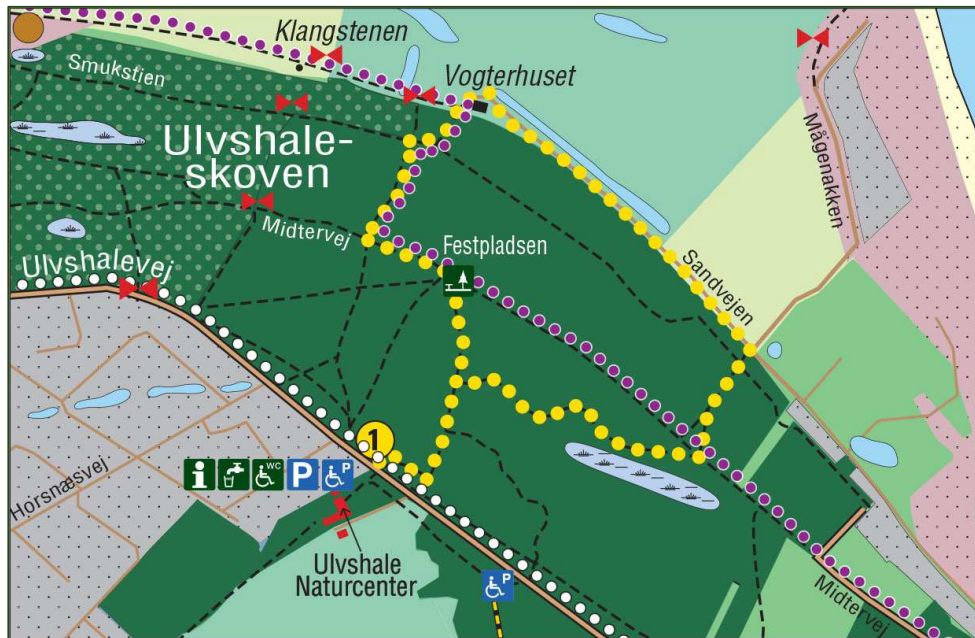 Klangstenen
Smukstien
Vogterhuset
Ulvshale-
skoven
Mågenakken
Midtervej
Festpladsen
Ulvshalevej
Sandvejen
1
i
WC
P
P
Horsnæsvej
Ulvshale
Naturcenter
P
Midtervej